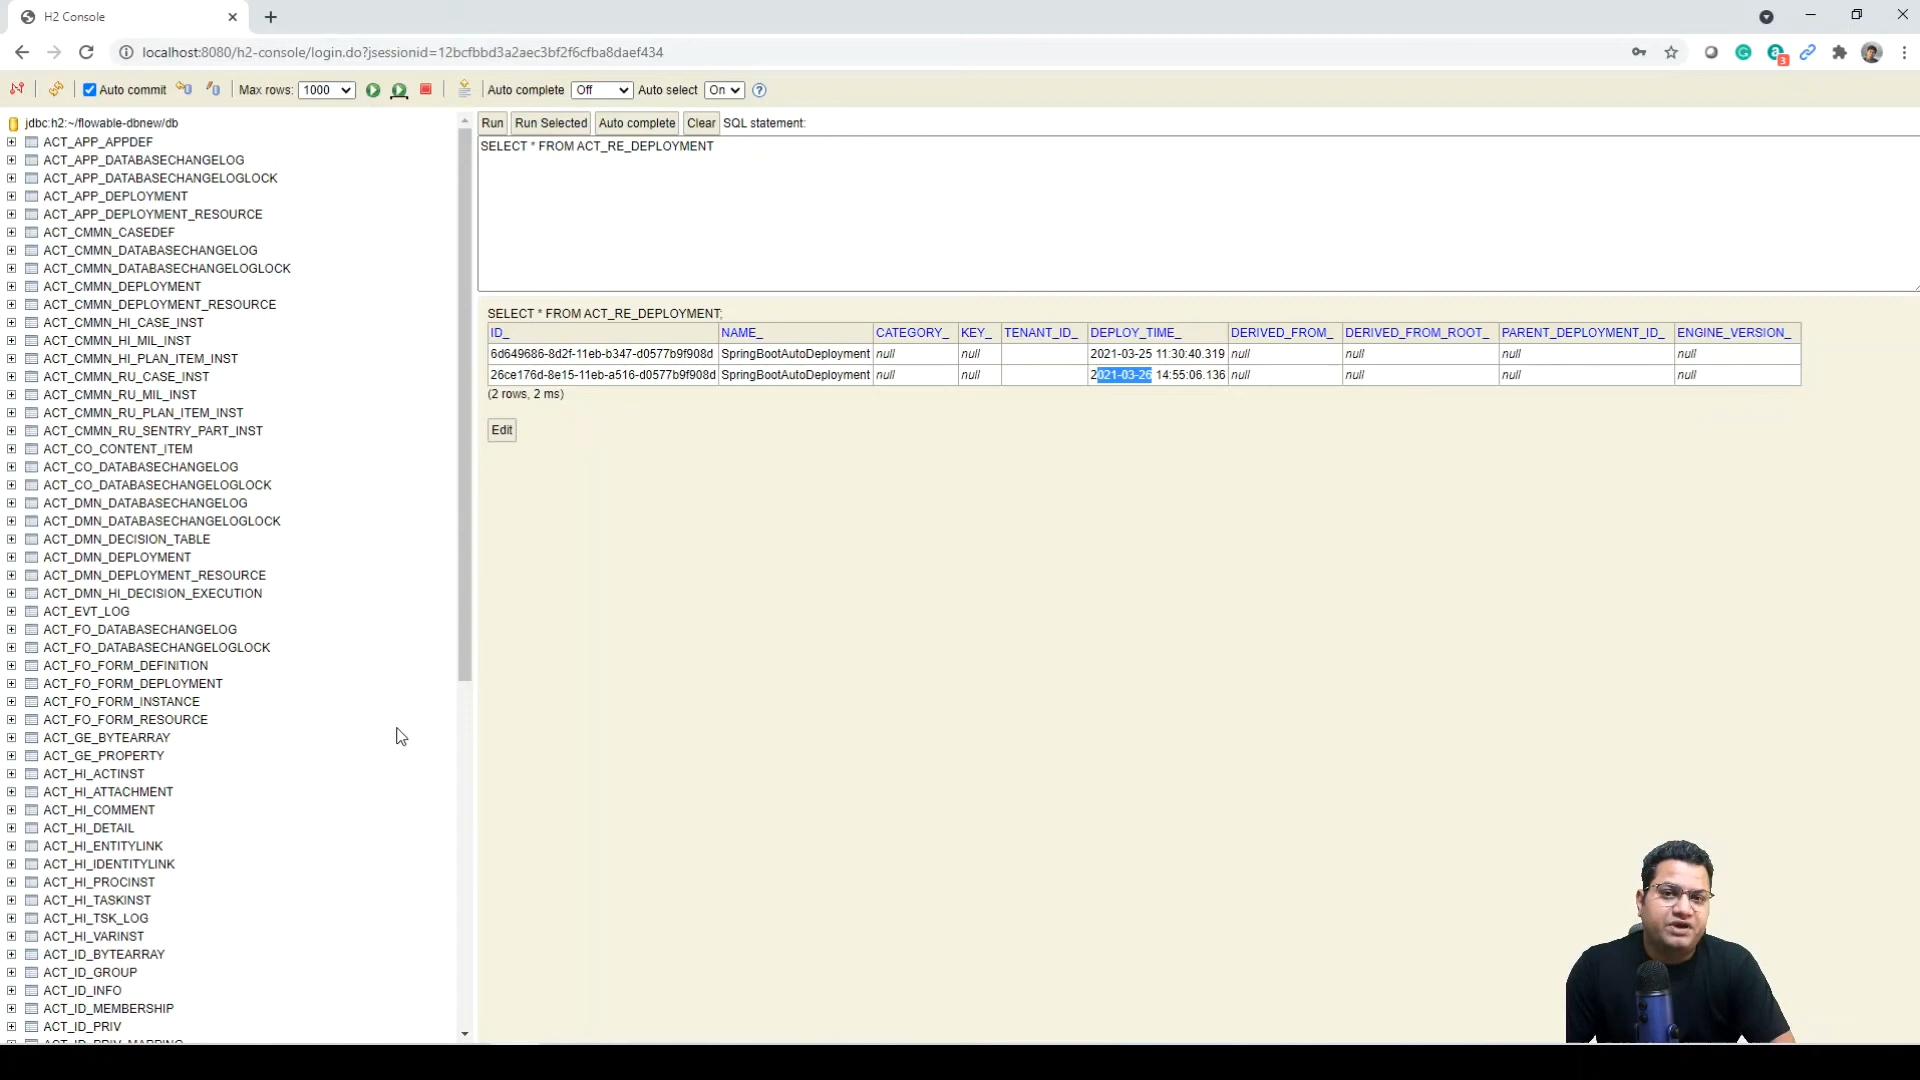 H2 Console
localhost:8080/h2-console/login.do?jsessionid=12bcfbbd3a2aec3bf2f6cfba8daef434
3
Auto commit Max rows: 1000 Auto complete Off Auto select On
jdbc:h2:~/flowable-dbnew/db
ACT_APP_APPDEF
ACT_APP_DATABASECHANGELOG
ACT_APP_DATABASECHANGELOGLOCK
ACT_APP_DEPLOYMENT
ACT_APP_DEPLOYMENT_RESOURCE
ACT_CMMN_CASEDEF
ACT_CMMN_DATABASECHANGELOG
ACT_CMMN_DATABASECHANGELOGLOCK
ACT_CMMN_DEPLOYMENT
ACT_CMMN_DEPLOYMENT_RESOURCE
ACT_CMMN_HI_CASE_INST
ACT_CMMN_HI_MIL_INST
ACT_CMMN_HI_PLAN_ITEM_INST
ACT_CMMN_RU_CASE_INST
ACT_CMMN_RU_MIL_INST
ACT_CMMN_RU_PLAN_ITEM_INST
ACT_CMMN_RU_SENTRY_PART_INST
ACT_CO_CONTENT_ITEM
ACT_CO_DATABASECHANGELOG
ACT_CO_DATABASECHANGELOGLOCK
ACT_DMN_DATABASECHANGELOG
ACT_DMN_DATABASECHANGELOGLOCK
ACT_DMN_DECISION_TABLE
ACT_DMN_DEPLOYMENT
ACT_DMN_DEPLOYMENT_RESOURCE
ACT_DMN_HI_DECISION_EXECUTION
ACT_EVT_LOG
ACT_FO_DATABASECHANGELOG
ACT_FO_DATABASECHANGELOGLOCK
ACT_FO_FORM_DEFINITION
ACT_FO_FORM_DEPLOYMENT
ACT_FO_FORM_INSTANCE
ACT_FO_FORM_RESOURCE
ACT_GE_BYTEARRAY
ACT_GE_PROPERTY
ACT_HI_ACTINST
ACT_HI_ATTACHMENT
ACT_HI_COMMENT
ACT_HI_DETAIL
ACT_HI_ENTITYLINK
ACT_HI_IDENTITYLINK
ACT_HI_PROCINST
ACT_HI_TASKINST
ACT_HI_TSK_LOG
ACT_HI_VARINST
ACT_ID_BYTEARRAY
ACT_ID_GROUP
ACT_ID_INFO
ACT_ID_MEMBERSHIP
ACT_ID_PRIV
ACT_ID_PRIV_MAPPING
Run Run Selected Auto complete Clear SQL statement:
SELECT * FROM ACT_RE_DEPLOYMENT
SELECT * FROM ACT_RE_DEPLOYMENT;
ID_ NAME_ CATEGORY_ KEY_ TENANT_ID_ DEPLOY_TIME_ DERIVED_FROM_ DERIVED_FROM_ROOT_ PARENT_DEPLOYMENT_ID_ ENGINE_VERSION_
6d649686-8d2f-11eb-b347-d0577b9f908d SpringBootAutoDeployment null null 2021-03-25 11:30:40.319 null null null null
26ce176d-8e15-11eb-a516-d0577b9f908d SpringBootAutoDeployment null null 2021-03-26 14:55:06.136 null null null null
(2 rows, 2 ms)
Edit